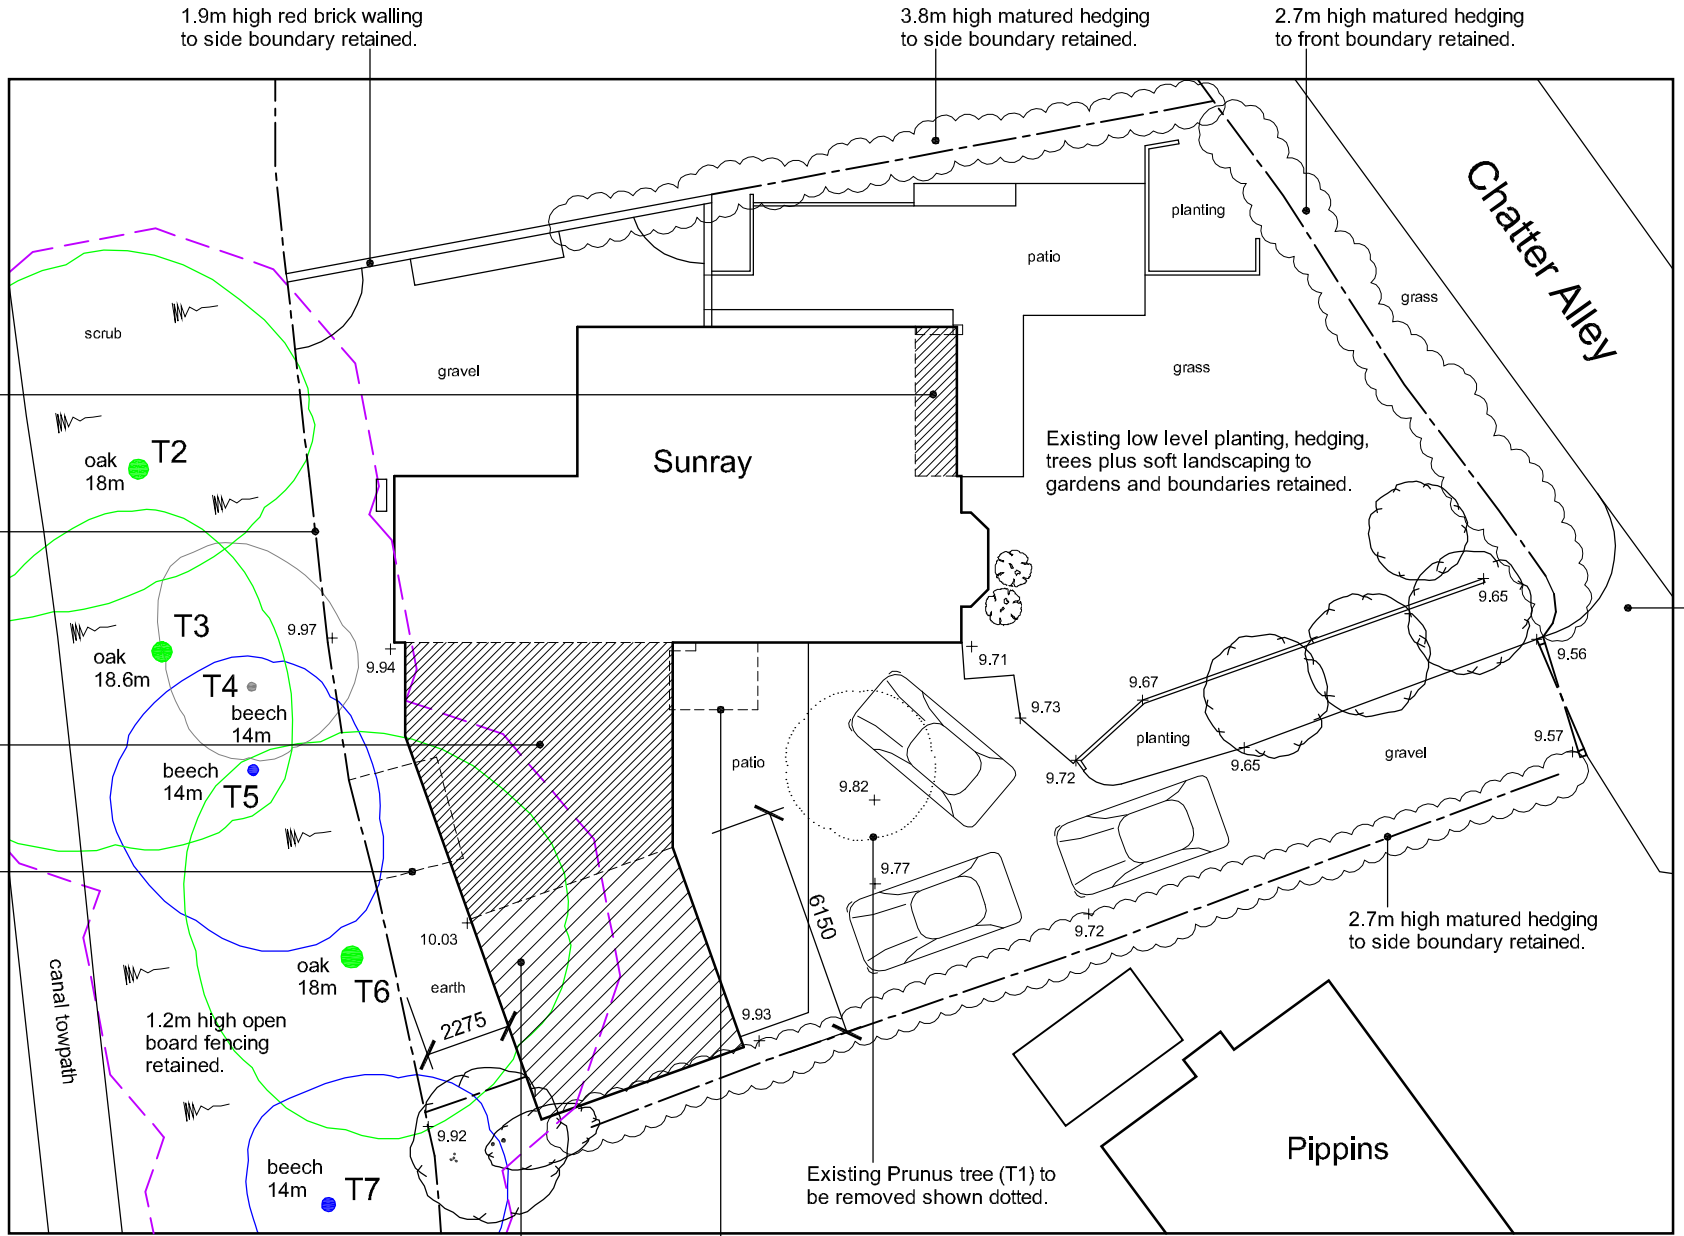 1.9m high red brick walling
to side boundary retained.
3.8m high matured hedging
to side boundary retained.
2.7m high matured hedging
to front boundary retained.
Chatter Alley
planting
patio
grass
scrub
gravel
grass
Sunray
Existing low level planting, hedging,
trees plus soft landscaping to
gardens and boundaries retained.
T2
oak
18m
T3
oak
18.6m
9.97
9.94
9.71
9.65
9.56
T4
beech
14m
9.67
9.73
planting
9.57
gravel
9.65
9.72
patio
beech
14m
T5
9.82
9.77
6150
9.72
2.7m high matured hedging
to side boundary retained.
10.03
oak
18m
T6
earth
canal towpath
1.2m high open
board fencing
retained.
2275
9.93
9.92
beech
14m
T7
Existing Prunus tree (T1) to
be removed shown dotted.
Pippins